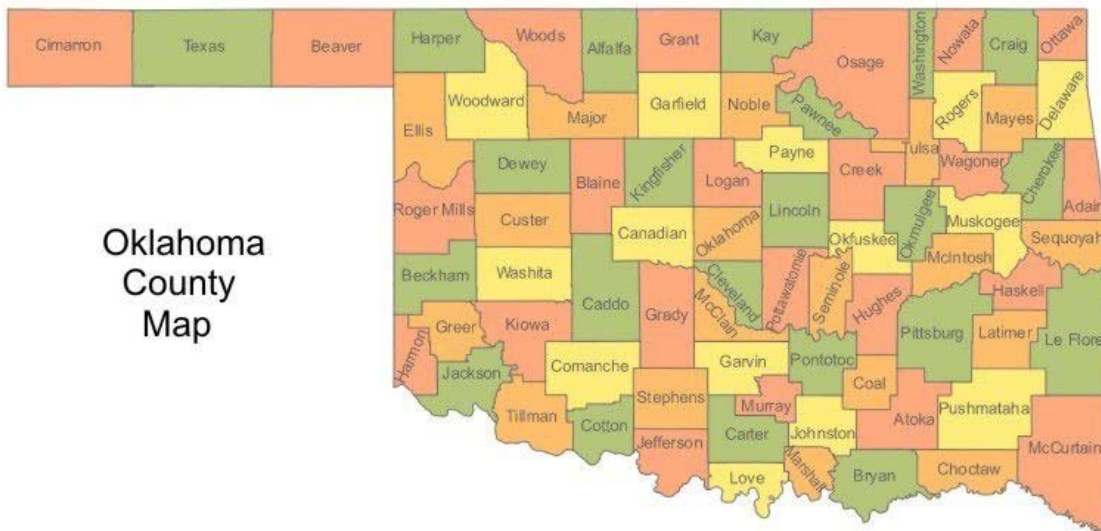 Cimarron
Texas
Beaver
Harper
Woods
Alfalfa
Grant
Kay
Osage
Washington
Nowata
Craig
Ottawa
Woodward
Ellis
Major
Garfield
Noble
Pawnee
Rogers
Mayes
Delaware
Tulsa
Dewey
Blaine
Kingfisher
Logan
Payne
Creek
Wagoner
Cherokee
Adair
Roger Mills
Custer
Canadian
Oklahoma
Lincoln
Okfuskee
Okmulgee
Muskogee
Sequoyah
McIntosh
Oklahoma
County
Map
Beckham
Washita
Caddo
Grady
Cleveland
McClain
Pottawatomie
Seminole
Hughes
Haskell
Pittsburg
Latimer
Le Flore
Harmon
Greer
Kiowa
Jackson
Comanche
Garvin
Pontotoc
Coal
Tillman
Cotton
Stephens
Murray
Johnston
Atoka
Pushmataha
McCurtain
Jefferson
Carter
Love
Marshall
Bryan
Choctaw